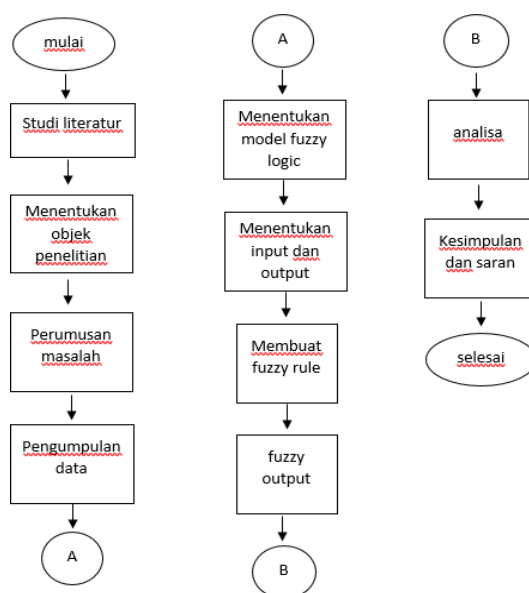 mulai
Studi literatur
Menentukan
objek
penelitian
Perumusan
masalah
Pengumpulan
data
A
A
Menentukan
model fuzzy
logic
Menentukan
input dan
output
Membuat
fuzzy rule
fuzzy
output
B
B
analisa
Kesimpulan
dan saran
selesai